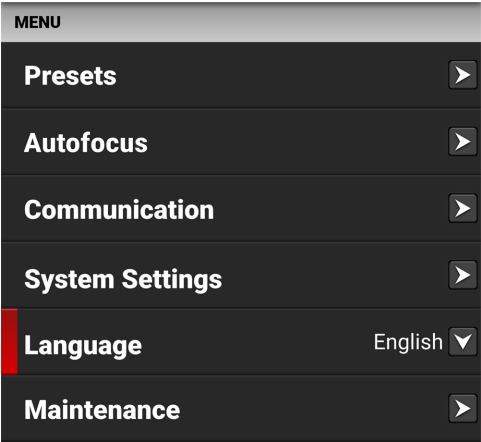 MENU
Presets
Autofocus
Communication
System Settings
Language English
Maintenance